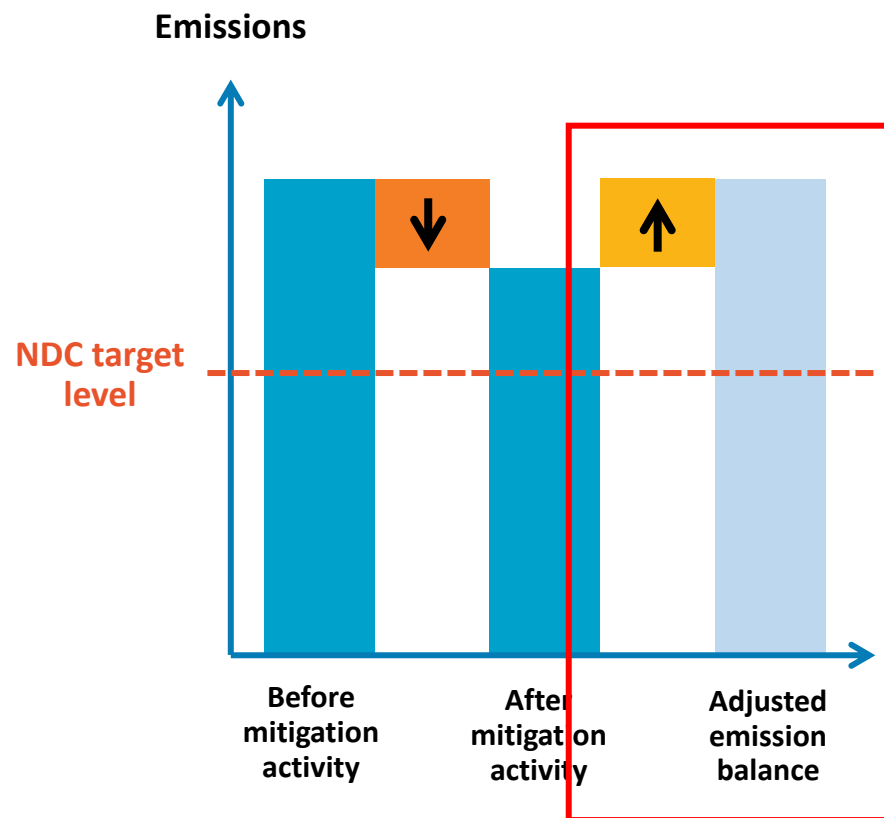 Emissions
NDC target
level
Before
mitigation
activity
After
mitigation
activity
Adjusted
emission
balance